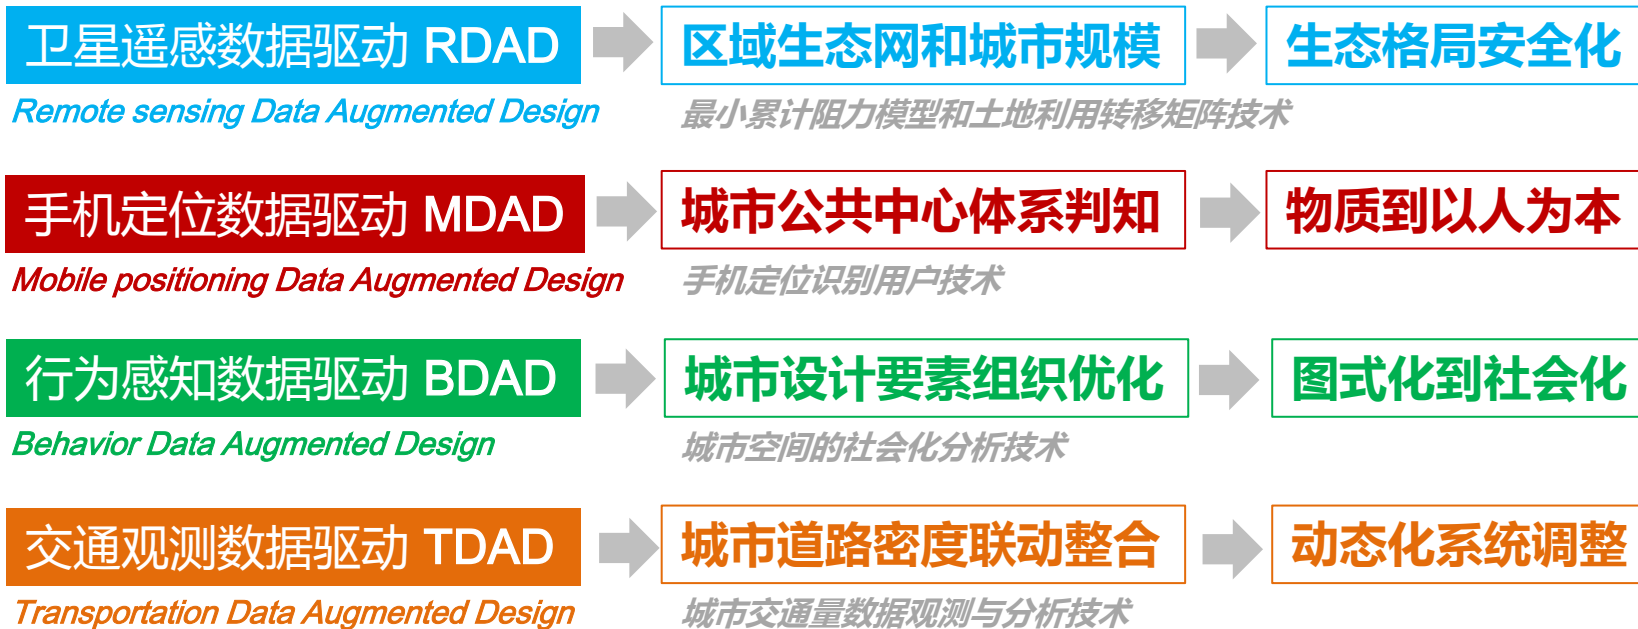 卫星遥感数据驱动 RDAD
区域生态网和城市规模
生态格局安全化
Remote sensing Data Augmented Design
最小累计阻力模型和土地利用转移矩阵技术
手机定位数据驱动 MDAD
城市公共中心体系判知
物质到以人为本
Mobile positioning Data Augmented Design
手机定位识别用户技术
行为感知数据驱动 BDAD
城市设计要素组织优化
图式化到社会化
Behavior Data Augmented Design
城市空间的社会化分析技术
交通观测数据驱动 TDAD
城市道路密度联动整合
动态化系统调整
Transportation Data Augmented Design
城市交通量数据观测与分析技术